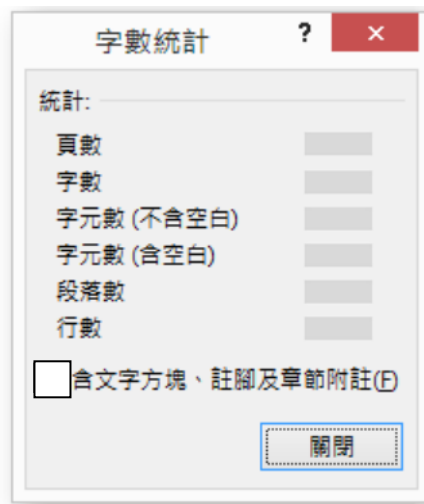 字數統計 ? ×
統計:
頁數
字數
字元數 (不含空白)
字元數 (含空白)
段落數
行數
含文字方塊、註腳及章節附註(F)
關閉